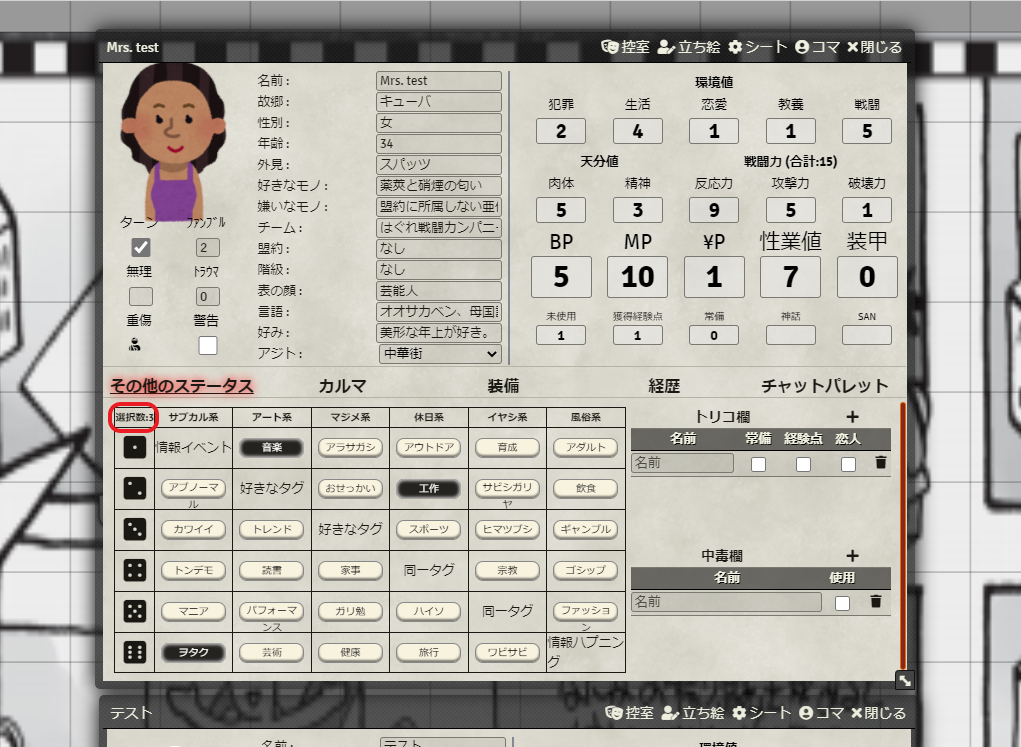 Mrs. test 控室 立ち絵 シート コマ 閉じる
名前: Mrs. test
故郷: キューバ
性別: 女
年齢: 34
外見: スパッツ
好きなモノ: 薬莢と硝煙の匂い
嫌いなモノ: 盟約に所属しない亜
チーム: はぐれ戦闘カンパニー
盟約: なし
階級: なし
表の顔: 芸能人
言語: オオサカベン、母国
好み: 美形な年上が好き。
アジト: 中華街
ターン ファンブル
2
無理 トラウマ
0
重傷 警告
環境値
犯罪 生活 恋愛 教養 戦闘
2 4 1 1 5
天分値 戦闘力 (合計:15)
肉体 精神 反応力 攻撃力 破壊力
5 3 9 5 1
BP MP ¥P 性業値 装甲
5 10 1 7 0
未使用 獲得経験点 常備 神話 SAN
1 1 0
その他のステータス カルマ 装備 経歴 チャットパレット
選択数:3 サブカル系 アート系 マジメ系 休日系 イヤシ系 風俗系
情報イベント 音楽 アラサガシ アウトドア 育成 アダルト
アブノーマル 好きなタグ おせっかい 工作 サビシガリヤ 飲食
カワイイ トレンド 好きなタグ スポーツ ヒマツブシ ギャンブル
トンデモ 読書 家事 同一タグ 宗教 ゴシップ
マニア パフォーマンス ガリ勉 ハイソ 同一タグ ファッション
ヲタク 芸術 健康 旅行 ワビサビ 情報ハプニング
トリコ欄 +
名前 常備 経験点 恋人
名前
中毒欄 +
名前 使用
名前
テスト 控室 立ち絵 シート コマ 閉じる
名前: テスト
環境値